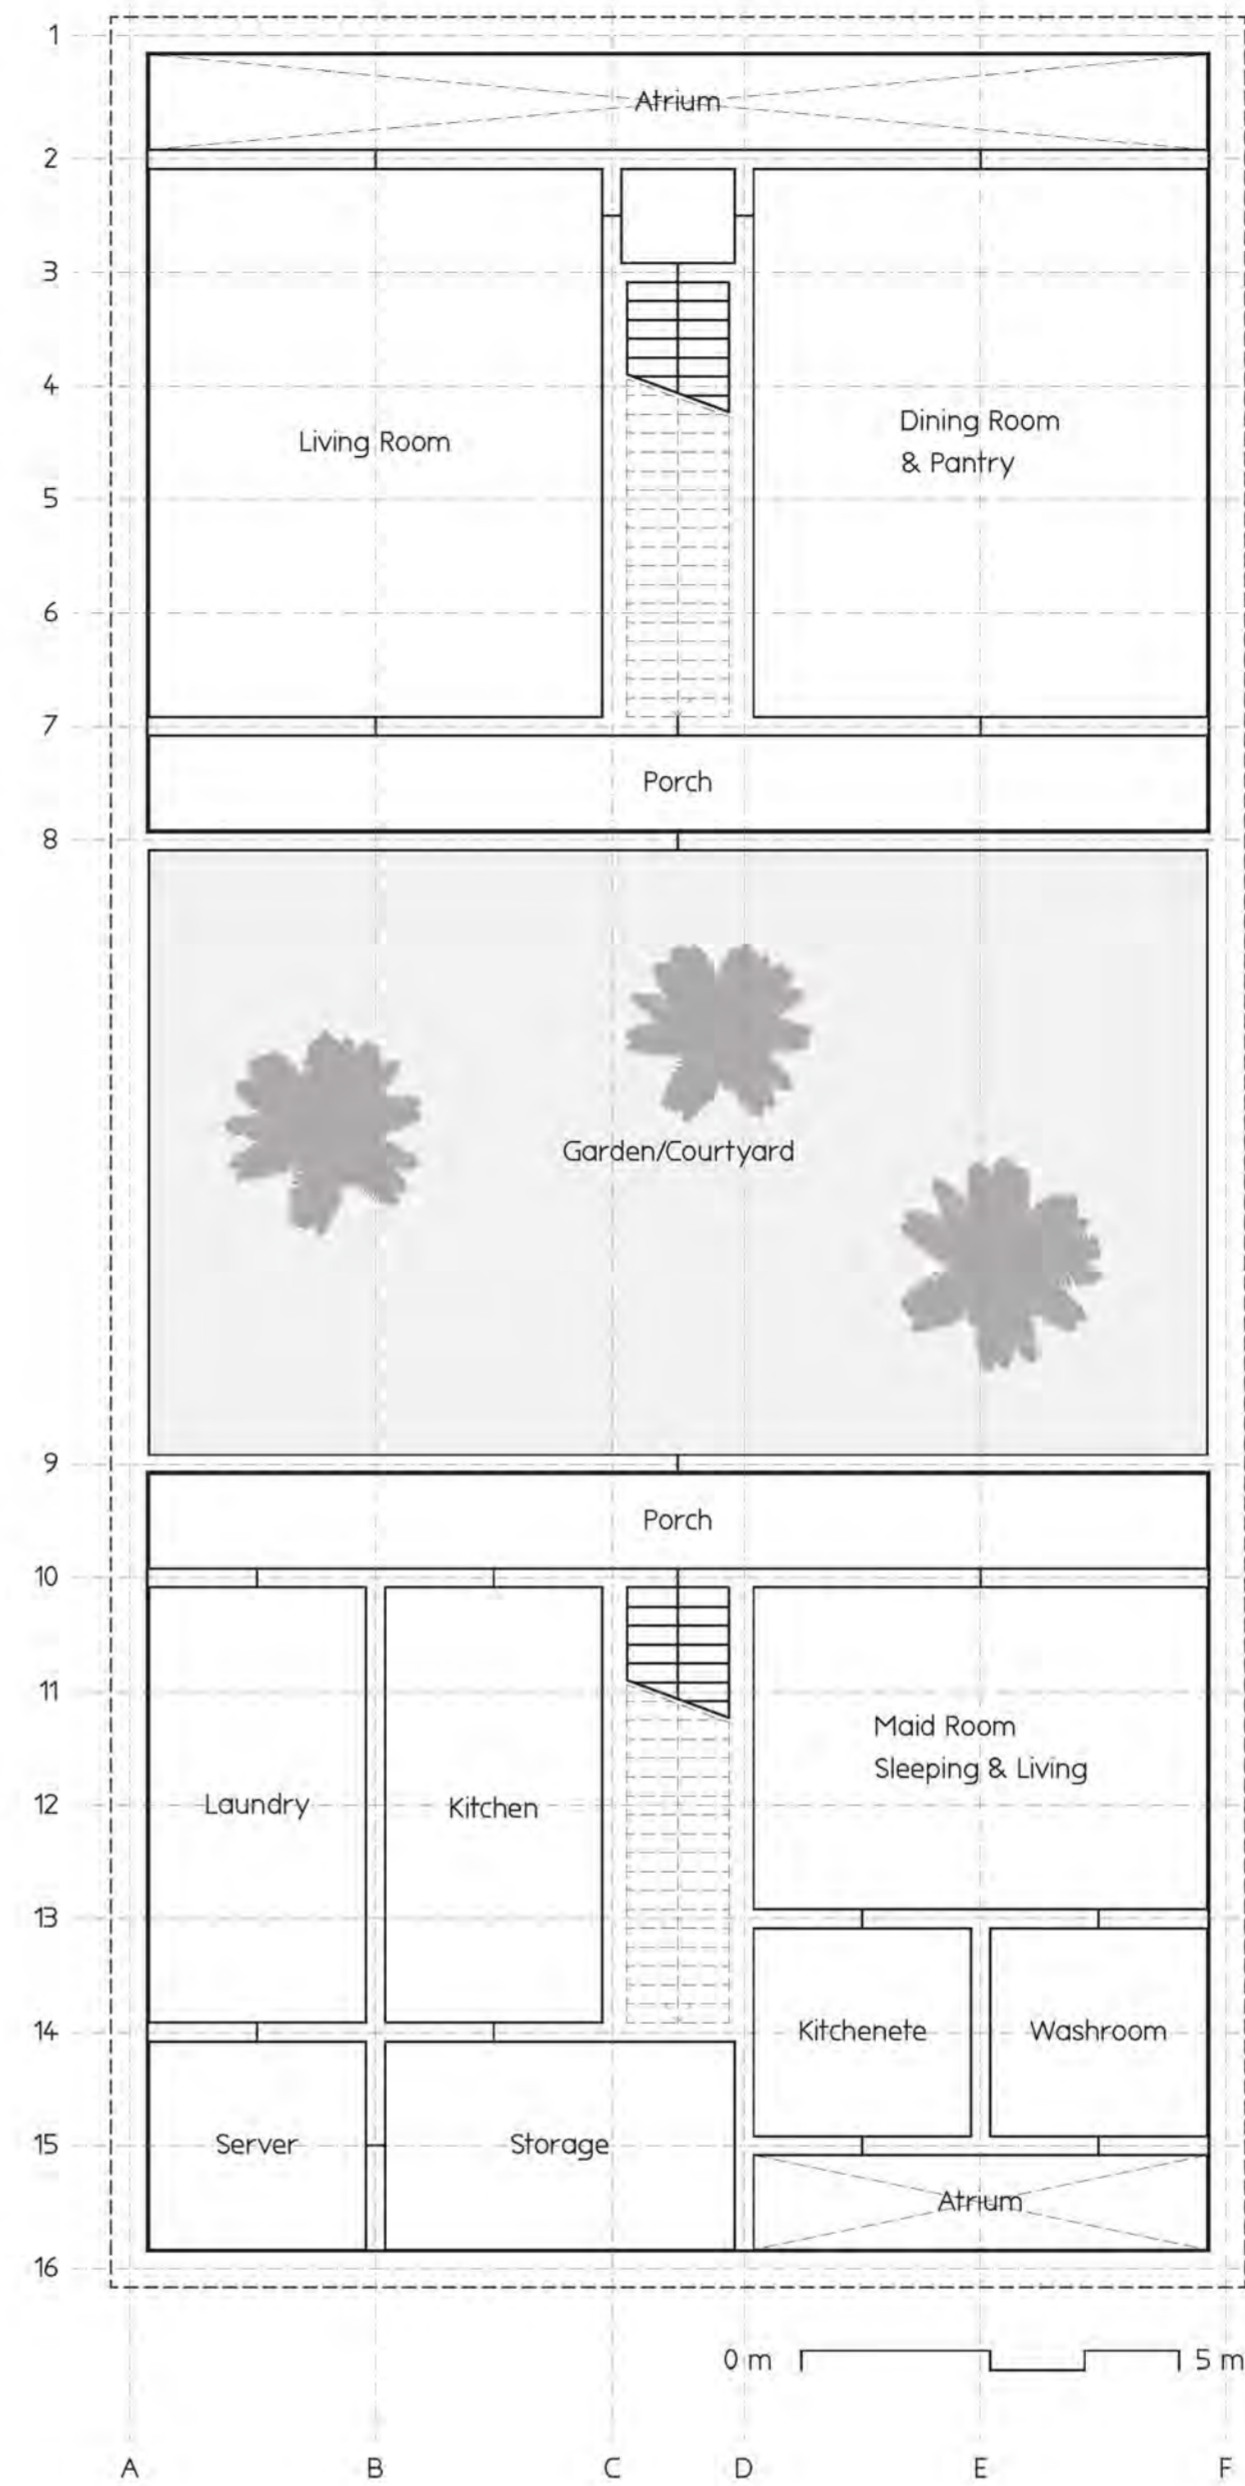 1
Atrium
2
3
4
Living Room
Dining Room
& Pantry
5
6
7
Porch
8
Garden/Courtyard
9
Porch
10
11
Maid Room
Sleeping & Living
12
Laundry
Kitchen
13
14
Kitchenete
Washroom
15
Server
Storage
Atrium
16
0 m
5 m
A B C D E F